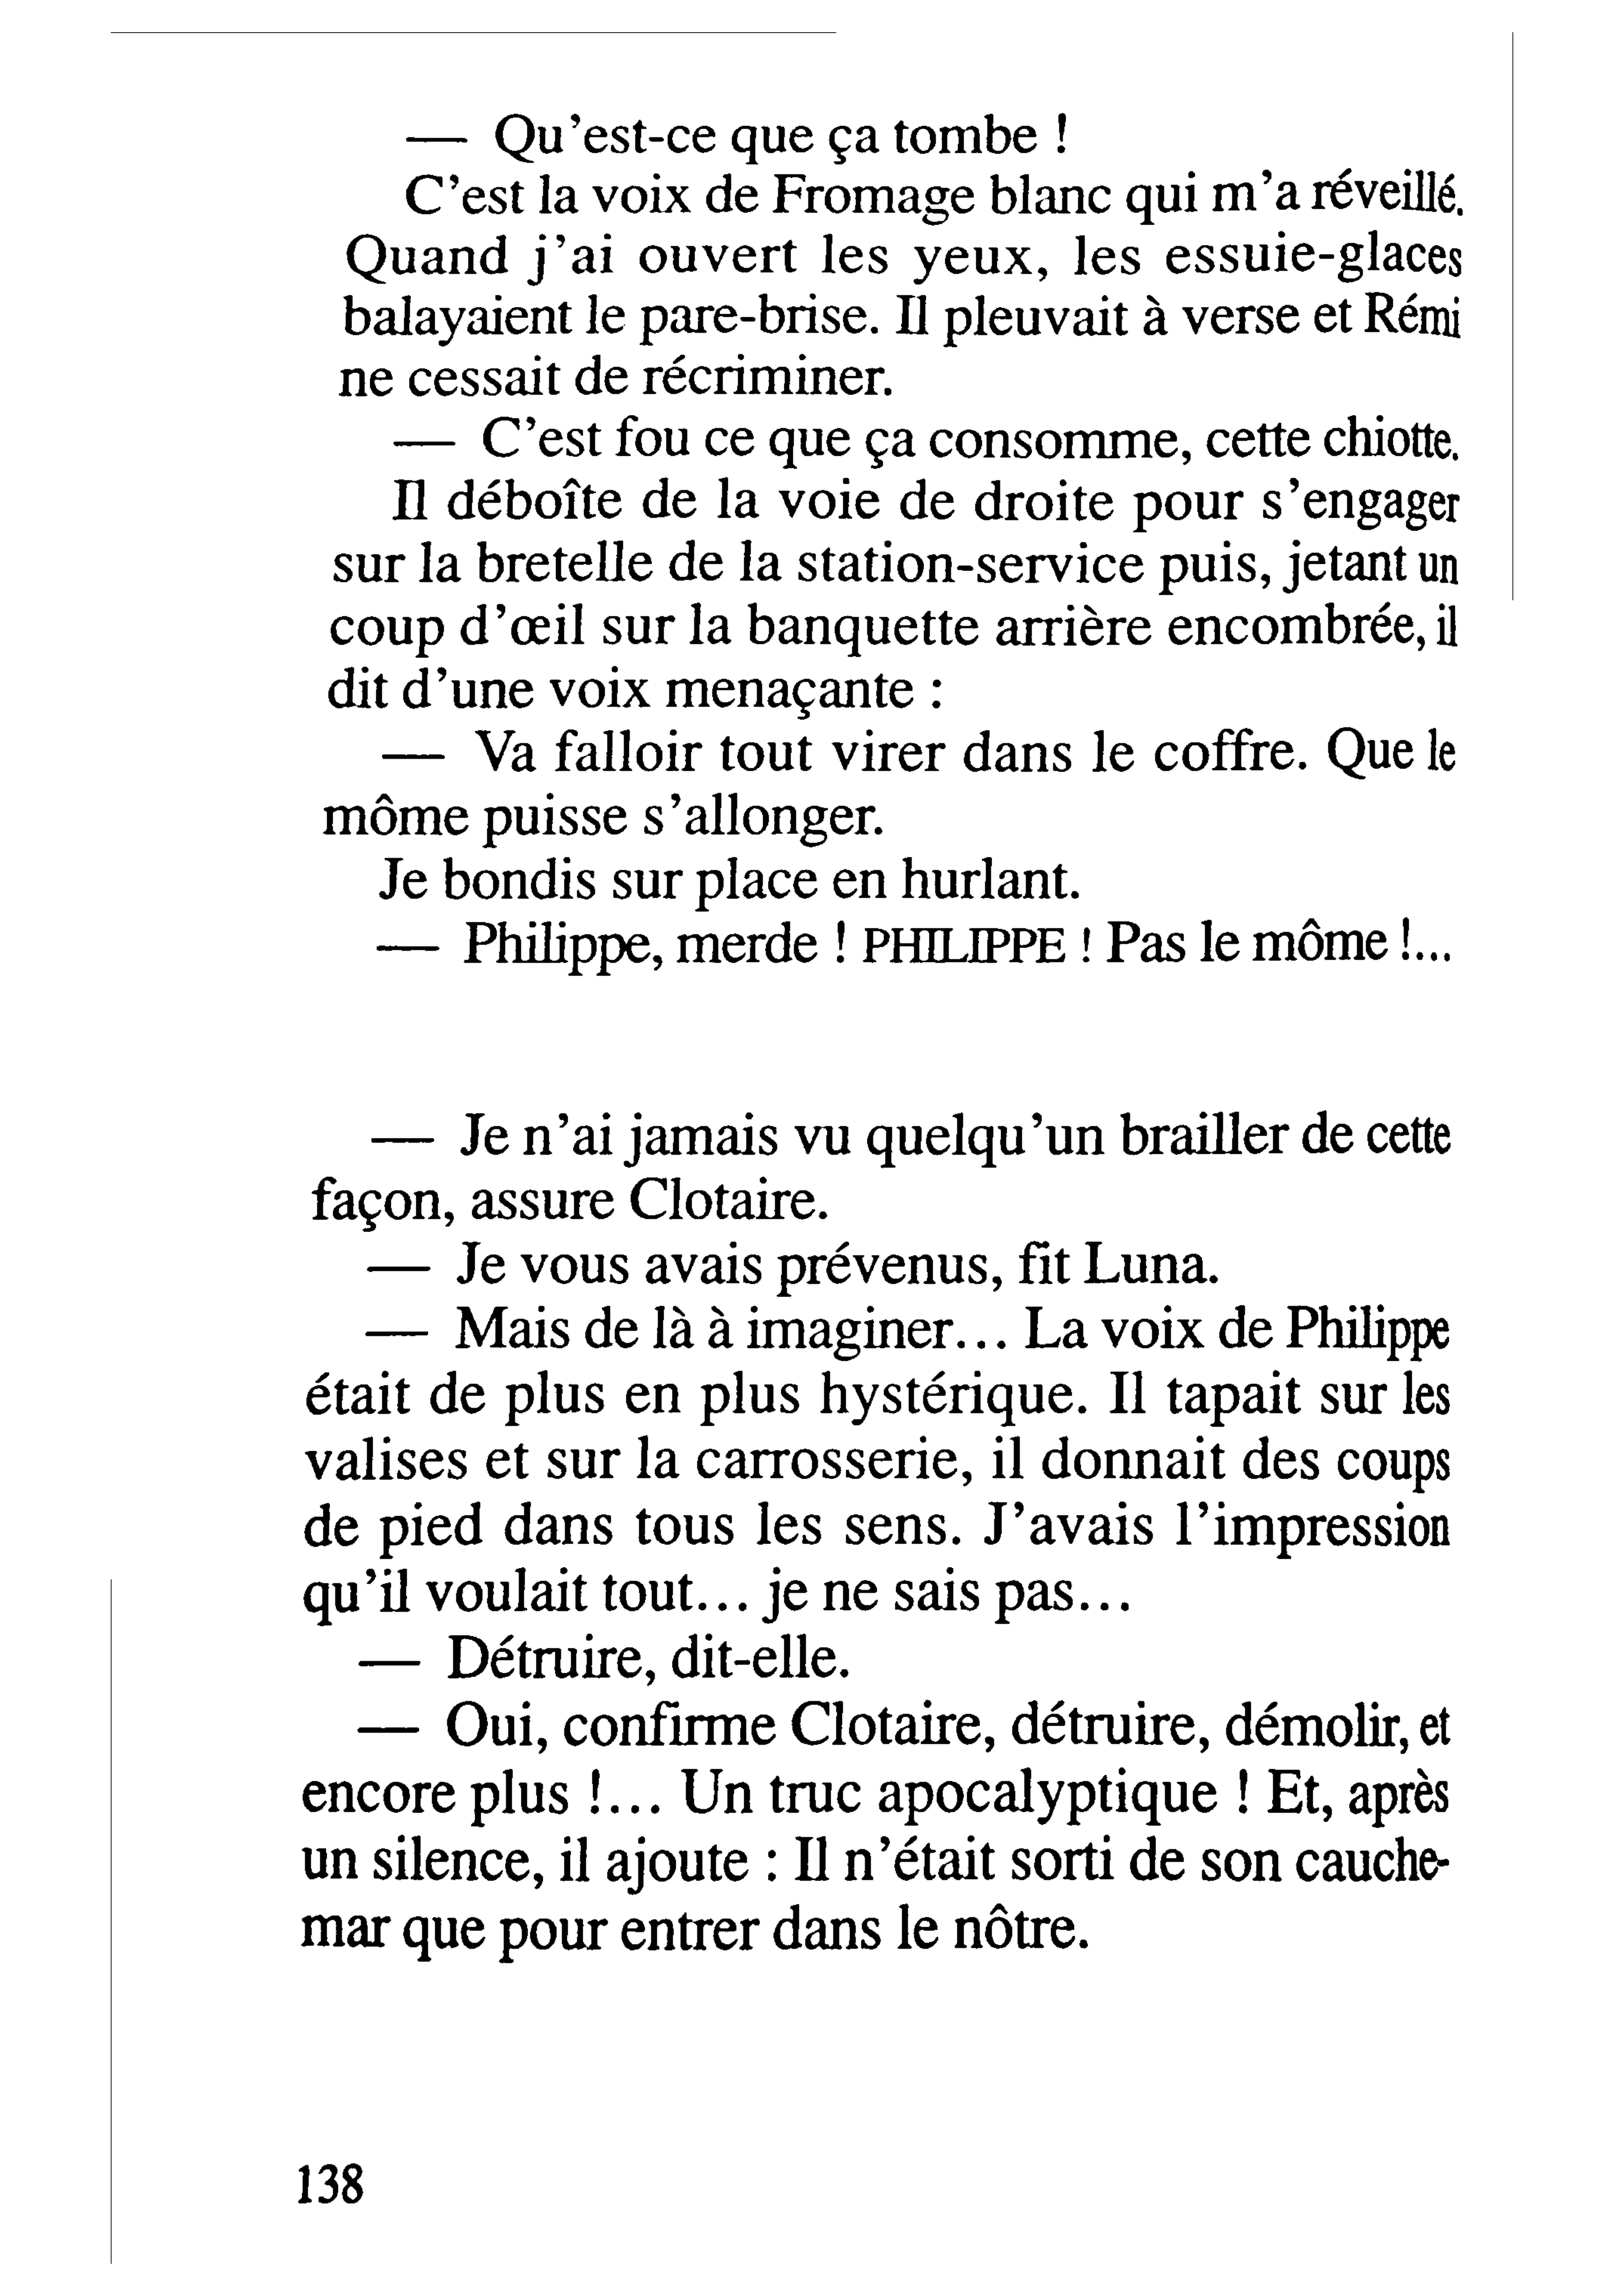 — Qu'est-ce que ça tombe !
C'est la voix de Fromage blanc qui m'a réveillé.
Quand j'ai ouvert les yeux, les essuie-glaces
balayaient le pare-brise. Il pleuvait à verse et Rémi
ne cessait de récriminer.
— C'est fou ce que ça consomme, cette chiotte.
Il déboîte de la voie de droite pour s'engager
sur la bretelle de la station-service puis, jetant un
coup d'œil sur la banquette arrière encombrée, il
dit d'une voix menaçante :
— Va falloir tout virer dans le coffre. Que le
môme puisse s'allonger.
Je bondis sur place en hurlant.
— Philippe, merde ! PHILIPPE ! Pas le môme !...
— Je n'ai jamais vu quelqu'un brailler de cette
façon, assure Clotaire.
— Je vous avais prévenus, fit Luna.
— Mais de là à imaginer... La voix de Philippe
était de plus en plus hystérique. Il tapait sur les
valises et sur la carrosserie, il donnait des coups
de pied dans tous les sens. J'avais l'impression
qu'il voulait tout... je ne sais pas...
— Détruire, dit-elle.
— Oui, confirme Clotaire, détruire, démolir, et
encore plus !... Un truc apocalyptique ! Et, après
un silence, il ajoute : Il n'était sorti de son cauche-
mar que pour entrer dans le nôtre.
138